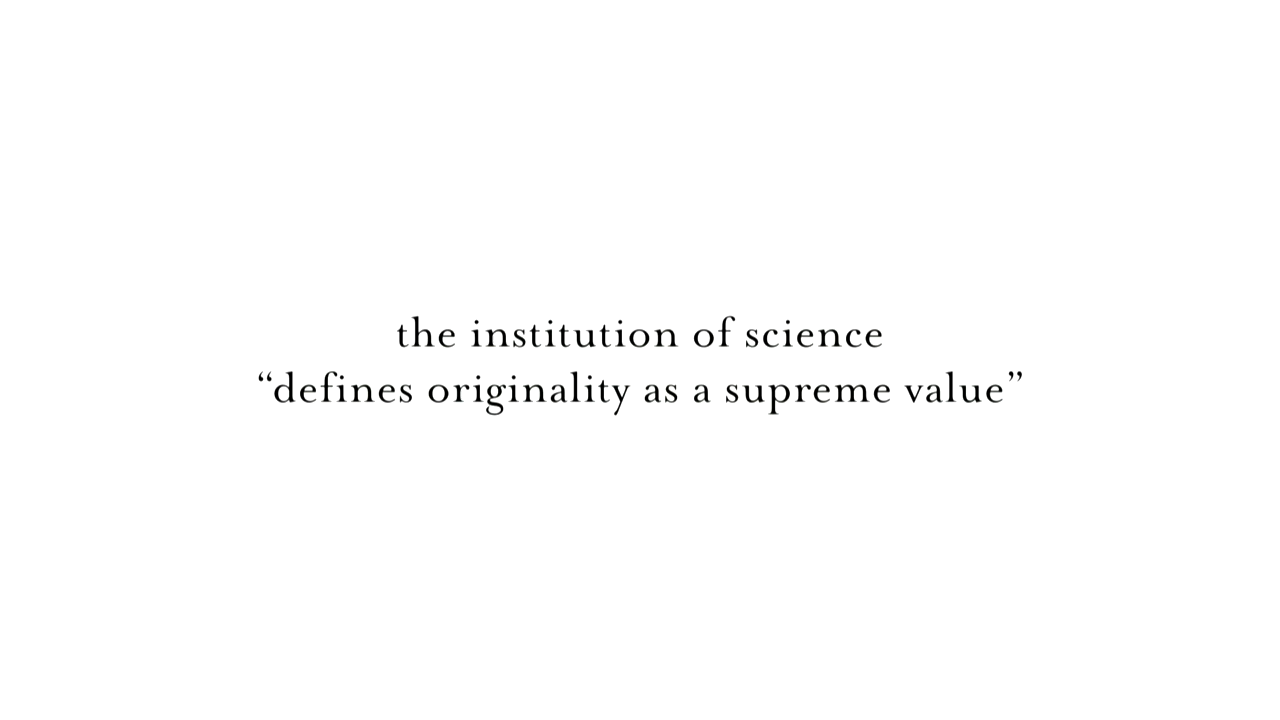 the institution of science
“defines originality as a supreme value”